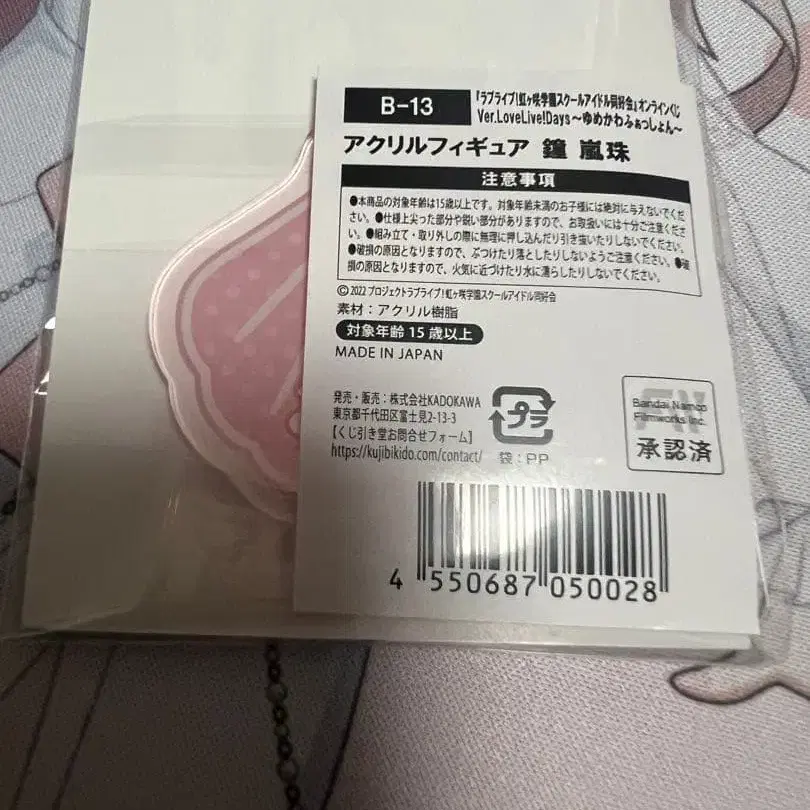 B-13
『ラブライブ!虹ヶ咲学園スクールアイドル同好会』オンラインくじ
Ver.LoveLive!Days～ゆめかわふぁっしょん～
アクリルフィギュア 鐘 嵐珠
注意事項
●本商品の対象年齢は15歳以上です。対象年齢未満のお子様には絶対に与えないでくだ
さい。●仕様上尖った部分や鋭い部分がありますので、お取扱いには十分ご注意くださ
い。●組み立て・取り外しの際に無理に押し込んだり引き抜いたりしないでください。
●破損の原因となりますので、ぶつけたり落としたりしないようご注意ください。●破
損の原因となりますので、火気に近づけたり水に濡らしたりしないでください。
©2022 プロジェクトラブライブ!虹ヶ咲学園スクールアイドル同好会
素材：アクリル樹脂
対象年齢 15 歳以上
MADE IN JAPAN
発売・販売：株式会社KADOKAWA
東京都千代田区富士見2-13-3
【くじ引き堂お問合せフォーム】
https://kujibikido.com/contact/
プラ
袋：PP
Bandai Namco
Filmworks Inc.
承認済
4 550687 050028